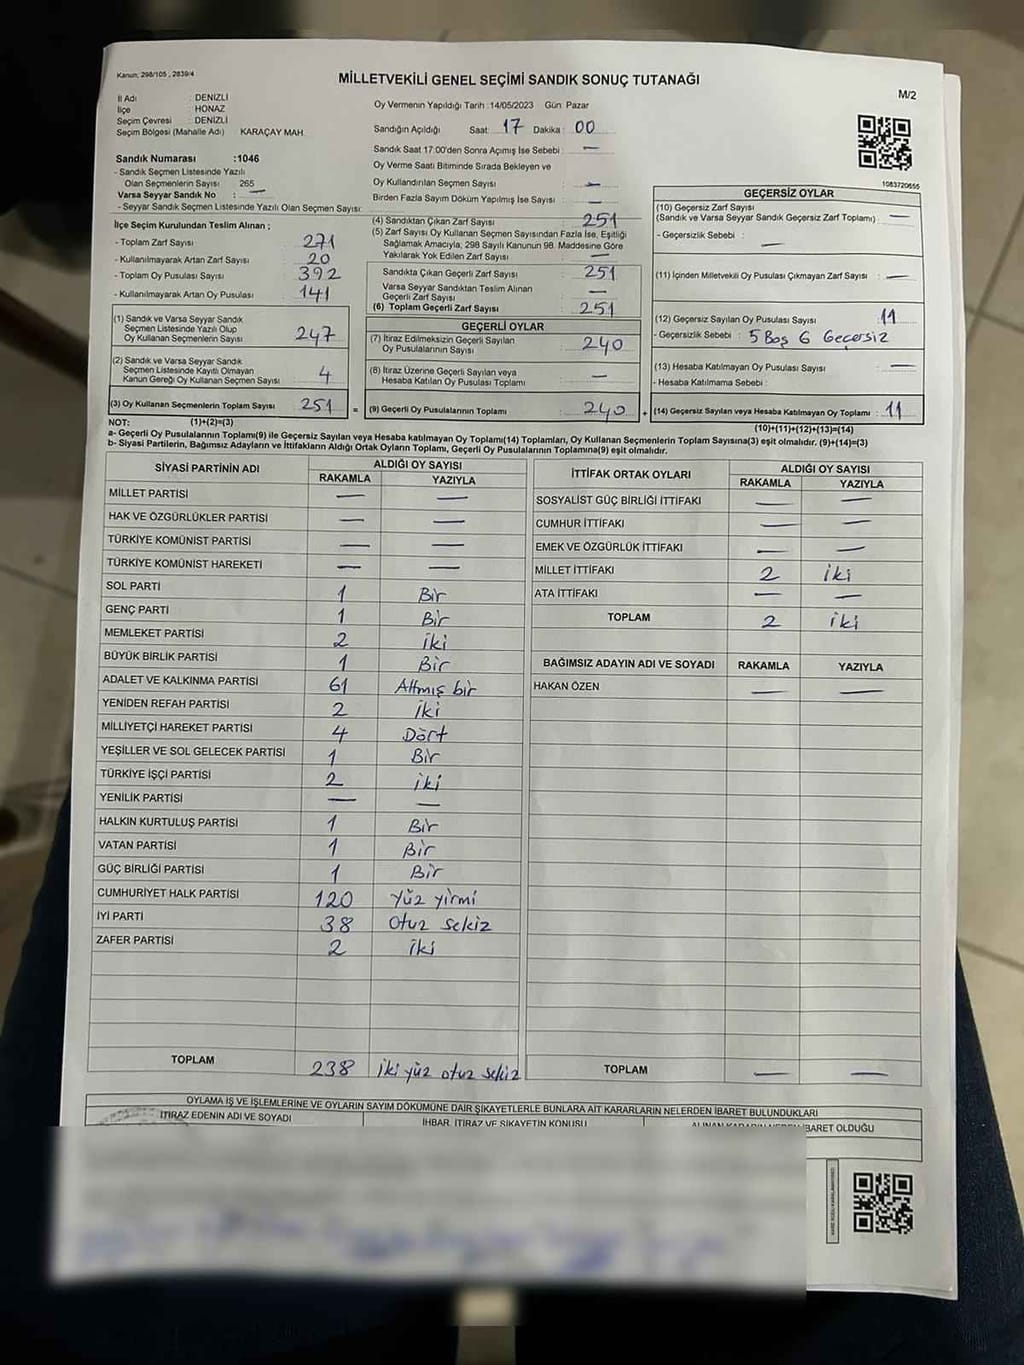 Kanun: 298/105 , 2839/4
MİLLETVEKİLİ GENEL SEÇİMİ SANDIK SONUÇ TUTANAĞI
M/2
İl Adı : DENİZLİ
İlçe : HONAZ
Seçim Çevresi : DENİZLİ
Seçim Bölgesi (Mahalle Adı) KARAÇAY MAH.
Sandık Numarası :1046
- Sandık Seçmen Listesinde Yazılı
Olan Seçmenlerin Sayısı 265
Varsa Seyyar Sandık No : —
- Seyyar Sandık Seçmen Listesinde Yazılı Olan Seçmen Sayısı:
İlçe Seçim Kurulundan Teslim Alınan ;
- Toplam Zarf Sayısı 271
- Kullanılmayarak Artan Zarf Sayısı 20
- Toplam Oy Pusulası Sayısı 392
- Kullanılmayarak Artan Oy Pusulası 141
(1) Sandık ve Varsa Seyyar Sandık
Seçmen Listesinde Yazılı Olup
Oy Kullanan Seçmenlerin Sayısı 247
(2) Sandık ve Varsa Seyyar Sandık
Seçmen Listesinde Kayıtlı Olmayan
Kanun Gereği Oy Kullanan Seçmen Sayısı 4
(3) Oy Kullanan Seçmenlerin Toplam Sayısı 251
Oy Vermenin Yapıldığı Tarih :14/05/2023 Gün: Pazar
Sandığın Açıldığı Saat: 17 Dakika : 00
Sandık Saat 17:00'den Sonra Açmış İse Sebebi : —
Oy Verme Saati Bitiminde Sırada Bekleyen ve
Oy Kullandırılan Seçmen Sayısı : —
Birden Fazla Sayım Döküm Yapılmış İse Sayısı : —
(4) Sandıktan Çıkan Zarf Sayısı : 251
(5) Zarf Sayısı Oy Kullanan Seçmen Sayısından Fazla İse, Eşitliği
Sağlamak Amacıyla, 298 Sayılı Kanunun 98. Maddesine Göre
Yakılarak Yok Edilen Zarf Sayısı : —
Sandıkta Çıkan Geçerli Zarf Sayısı : 251
Varsa Seyyar Sandıktan Teslim Alınan
Geçerli Zarf Sayısı : —
(6) Toplam Geçerli Zarf Sayısı : 251
GEÇERLİ OYLAR
(7) İtiraz Edilmeksizin Geçerli Sayılan
Oy Pusulalarının Sayısı : 240
(8) İtiraz Üzerine Geçerli Sayılan veya
Hesaba Katılan Oy Pusulası Toplamı : —
= (9) Geçerli Oy Pusulalarının Toplamı : 240 +
1083720655
GEÇERSİZ OYLAR
(10) Geçersiz Zarf Sayısı
(Sandık ve Varsa Seyyar Sandık Geçersiz Zarf Toplamı) : —
- Geçersizlik Sebebi : —
(11) İçinden Milletvekili Oy Pusulası Çıkmayan Zarf Sayısı : —
(12) Geçersiz Sayılan Oy Pusulası Sayısı : 11
- Geçersizlik Sebebi : 5 Boş 6 Geçersiz
(13) Hesaba Katılmayan Oy Pusulası Sayısı : —
- Hesaba Katılmama Sebebi :
(14) Geçersiz Sayılan veya Hesaba Katılmayan Oy Toplamı : 11
NOT: (1)+(2)=(3) (10)+(11)+(12)+(13)=(14)
a- Geçerli Oy Pusulalarının Toplamı(9) ile Geçersiz Sayılan veya Hesaba katılmayan Oy Toplamı(14) Toplamları, Oy Kullanan Seçmenlerin Toplam Sayısına(3) eşit olmalıdır. (9)+(14)=(3)
b- Siyasi Partilerin, Bağımsız Adayların ve İttifakların Aldığı Ortak Oyların Toplamı, Geçerli Oy Pusulalarının Toplamına(9) eşit olmalıdır.
SİYASİ PARTİNİN ADI ALDIĞI OY SAYISI
RAKAMLA YAZIYLA
MİLLET PARTİSİ — —
HAK VE ÖZGÜRLÜKLER PARTİSİ — —
TÜRKİYE KOMÜNİST PARTİSİ — —
TÜRKİYE KOMÜNİST HAREKETİ — —
SOL PARTİ 1 Bir
GENÇ PARTİ 1 Bir
MEMLEKET PARTİSİ 2 iki
BÜYÜK BİRLİK PARTİSİ 1 Bir
ADALET VE KALKINMA PARTİSİ 61 Altmış bir
YENİDEN REFAH PARTİSİ 2 iki
MİLLİYETÇİ HAREKET PARTİSİ 4 Dört
YEŞİLLER VE SOL GELECEK PARTİSİ 1 Bir
TÜRKİYE İŞÇİ PARTİSİ 2 iki
YENİLİK PARTİSİ — —
HALKIN KURTULUŞ PARTİSİ 1 Bir
VATAN PARTİSİ 1 Bir
GÜÇ BİRLİĞİ PARTİSİ 1 Bir
CUMHURİYET HALK PARTİSİ 120 Yüz yirmi
İYİ PARTİ 38 Otuz sekiz
ZAFER PARTİSİ 2 iki
TOPLAM 238 iki yüz otuz sekiz
İTTİFAK ORTAK OYLARI ALDIĞI OY SAYISI
RAKAMLA YAZIYLA
SOSYALİST GÜÇ BİRLİĞİ İTTİFAKI — —
CUMHUR İTTİFAKI — —
EMEK VE ÖZGÜRLÜK İTTİFAKI — —
MİLLET İTTİFAKI 2 iki
ATA İTTİFAKI — —
TOPLAM 2 iki
BAĞIMSIZ ADAYIN ADI VE SOYADI RAKAMLA YAZIYLA
HAKAN ÖZEN — —
TOPLAM — —
OYLAMA İŞ VE İŞLEMLERİNE VE OYLARIN SAYIM DÖKÜMÜNE DAİR ŞİKAYETLERLE BUNLARA AİT KARARLARIN NELERDEN İBARET BULUNDUKLARI
İTİRAZ EDENİN ADI VE SOYADI İHBAR, İTİRAZ VE ŞİKAYETİN KONUSU ALINAN KARARIN NEDEN İBARET OLDUĞU